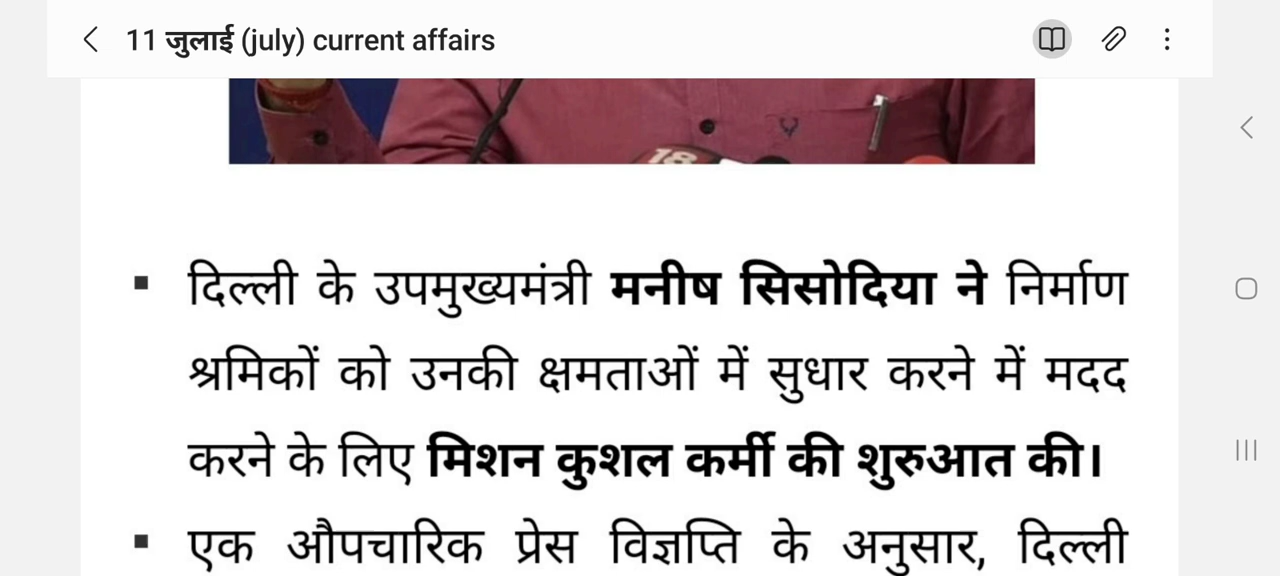 11 जुलाई (july) current affairs
18
दिल्ली के उपमुख्यमंत्री मनीष सिसोदिया ने निर्माण
श्रमिकों को उनकी क्षमताओं में सुधार करने में मदद
करने के लिए मिशन कुशल कर्मी की शुरुआत की।
एक औपचारिक प्रेस विज्ञप्ति के अनुसार, दिल्ली